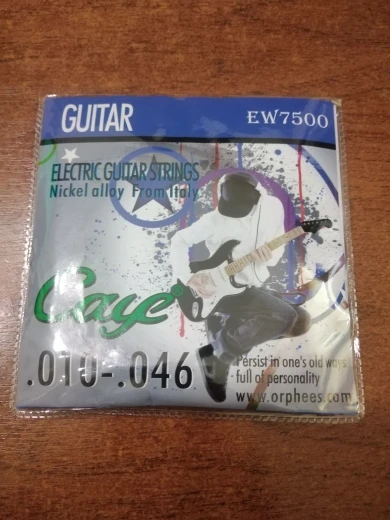 GUITAR
EW7500
ELECTRIC GUITAR STRINGS
Nickel alloy From Italy
Caye
.010-.046
Persist in one's old ways
full of personality
www.orphees.com